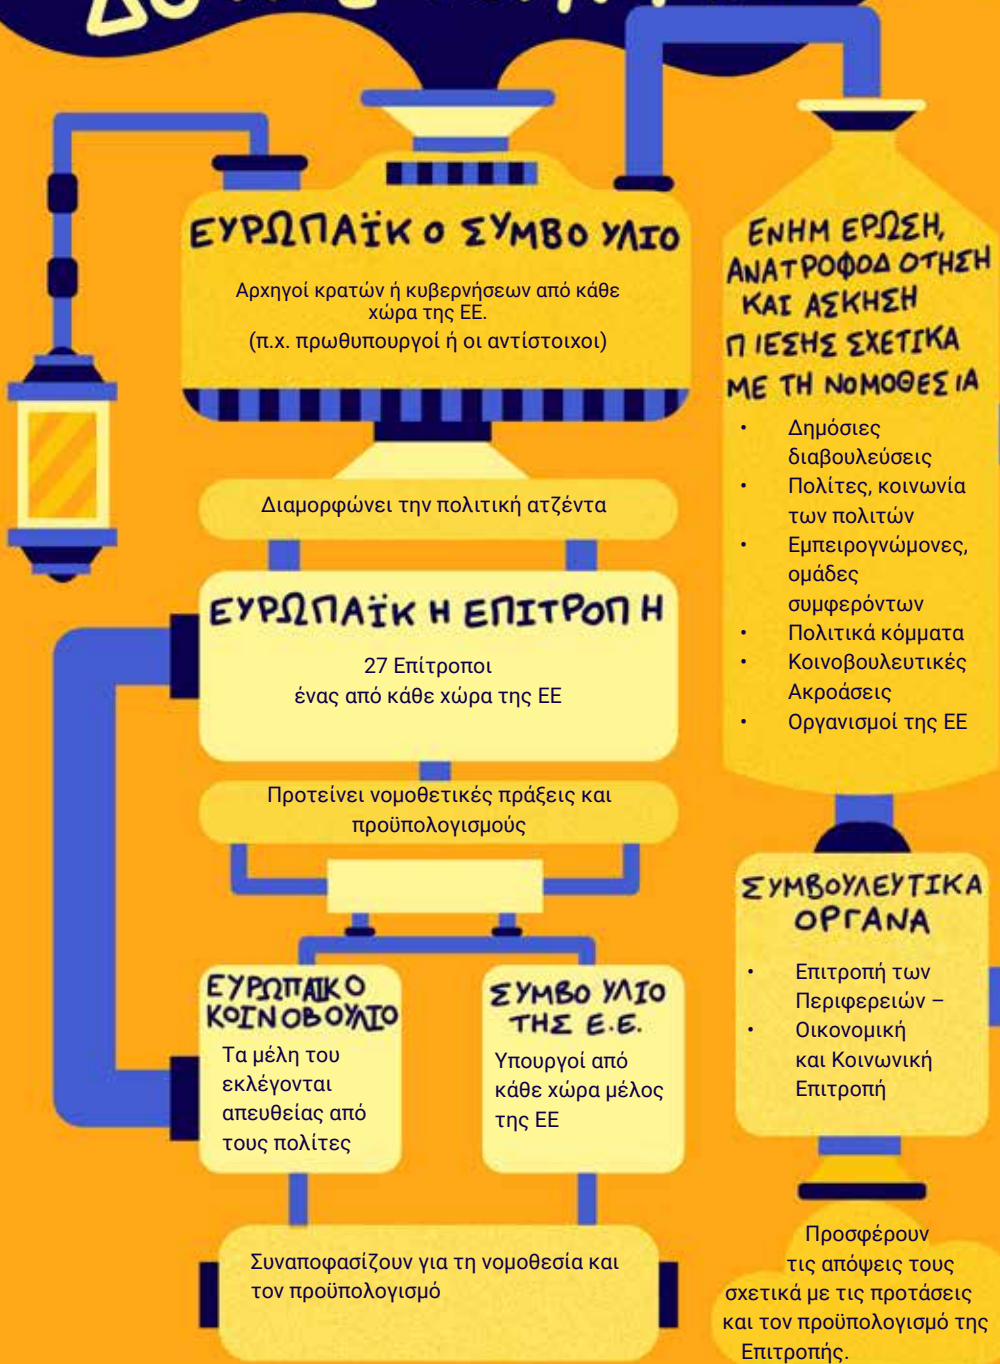 ΕΥΡΩΠΑΪΚΟ ΣΥΜΒΟΥΛΙΟ
Αρχηγοί κρατών ή κυβερνήσεων από κάθε
χώρα της ΕΕ.
(π.χ. πρωθυπουργοί ή οι αντίστοιχοι)
Διαμορφώνει την πολιτική ατζέντα
ΕΥΡΩΠΑΪΚΗ ΕΠΙΤΡΟΠΗ
27 Επίτροποι
ένας από κάθε χώρα της ΕΕ
Προτείνει νομοθετικές πράξεις και
προϋπολογισμούς
ΕΥΡΩΠΑΙΚΟ
ΚΟΙΝΟΒΟΥΛΙΟ
Τα μέλη του
εκλέγονται
απευθείας από
τους πολίτες
ΣΥΜΒΟΥΛΙΟ
ΤΗΣ Ε.Ε.
Υπουργοί από
κάθε χώρα μέλος
της ΕΕ
Συναποφασίζουν για τη νομοθεσία και
τον προϋπολογισμό
ΕΝΗΜΕΡΩΣΗ,
ΑΝΑΤΡΟΦΟΔΟΤΗΣΗ
ΚΑΙ ΑΣΚΗΣΗ
ΠΙΕΣΗΣ ΣΧΕΤΙΚΑ
ΜΕ ΤΗ ΝΟΜΟΘΕΣΙΑ
• Δημόσιες
διαβουλεύσεις
• Πολίτες, κοινωνία
των πολιτών
• Εμπειρογνώμονες,
ομάδες
συμφερόντων
• Πολιτικά κόμματα
• Κοινοβουλευτικές
Ακροάσεις
• Οργανισμοί της ΕΕ
ΣΥΜΒΟΥΛΕΥΤΙΚΑ
ΟΡΓΑΝΑ
• Επιτροπή των
Περιφερειών –
• Οικονομική
και Κοινωνική
Επιτροπή
Προσφέρουν
τις απόψεις τους
σχετικά με τις προτάσεις
και τον προϋπολογισμό της
Επιτροπής.